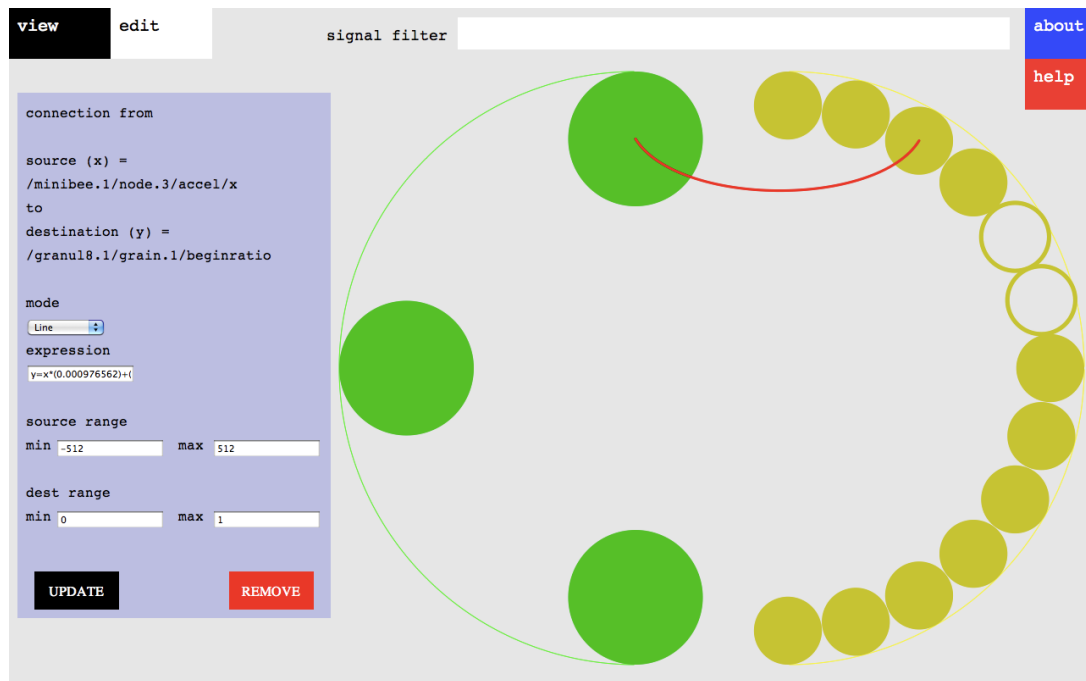 view
edit
signal filter
about
help
connection from
source (x) =
/minibee.1/node.3/accel/x
to
destination (y) =
/granul8.1/grain.1/beginratio
mode
Line
expression
y=x*(0.000976562)+(
source range
min -512 max 512
dest range
min 0 max 1
UPDATE REMOVE